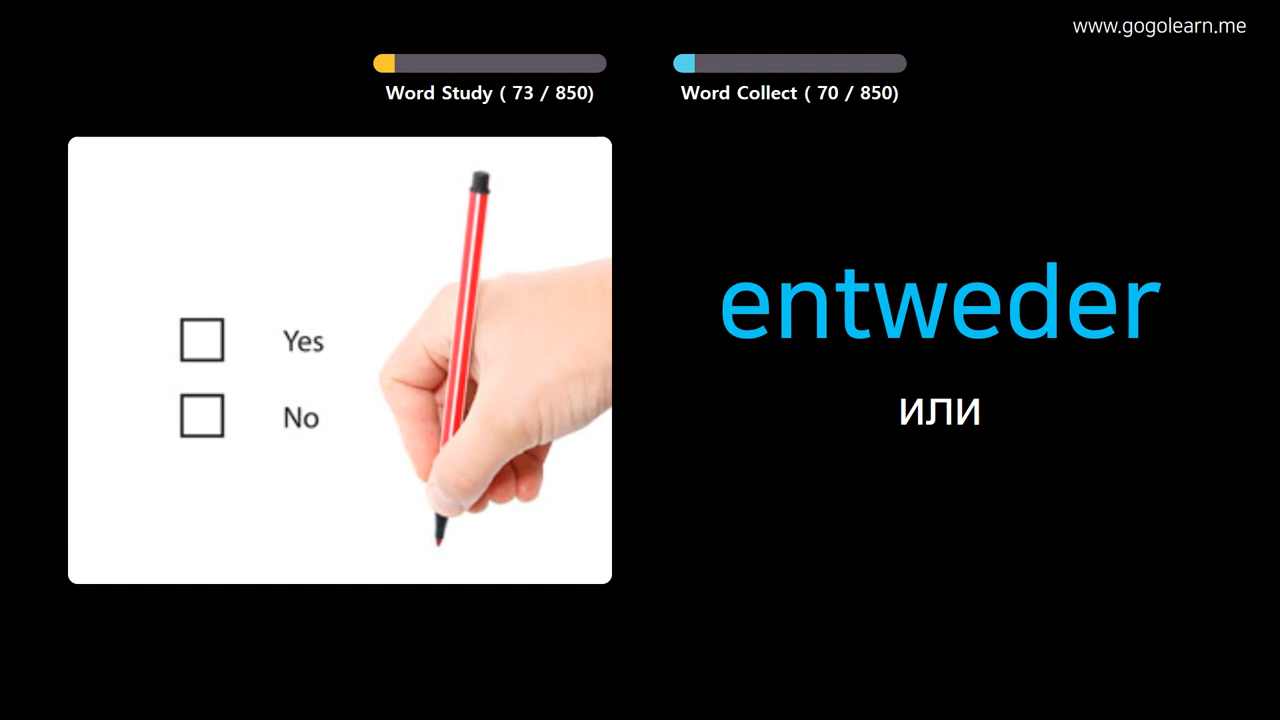 www.gogolearn.me
Word Study ( 73 / 850)
Word Collect ( 70 / 850)
Yes
No
entweder
или